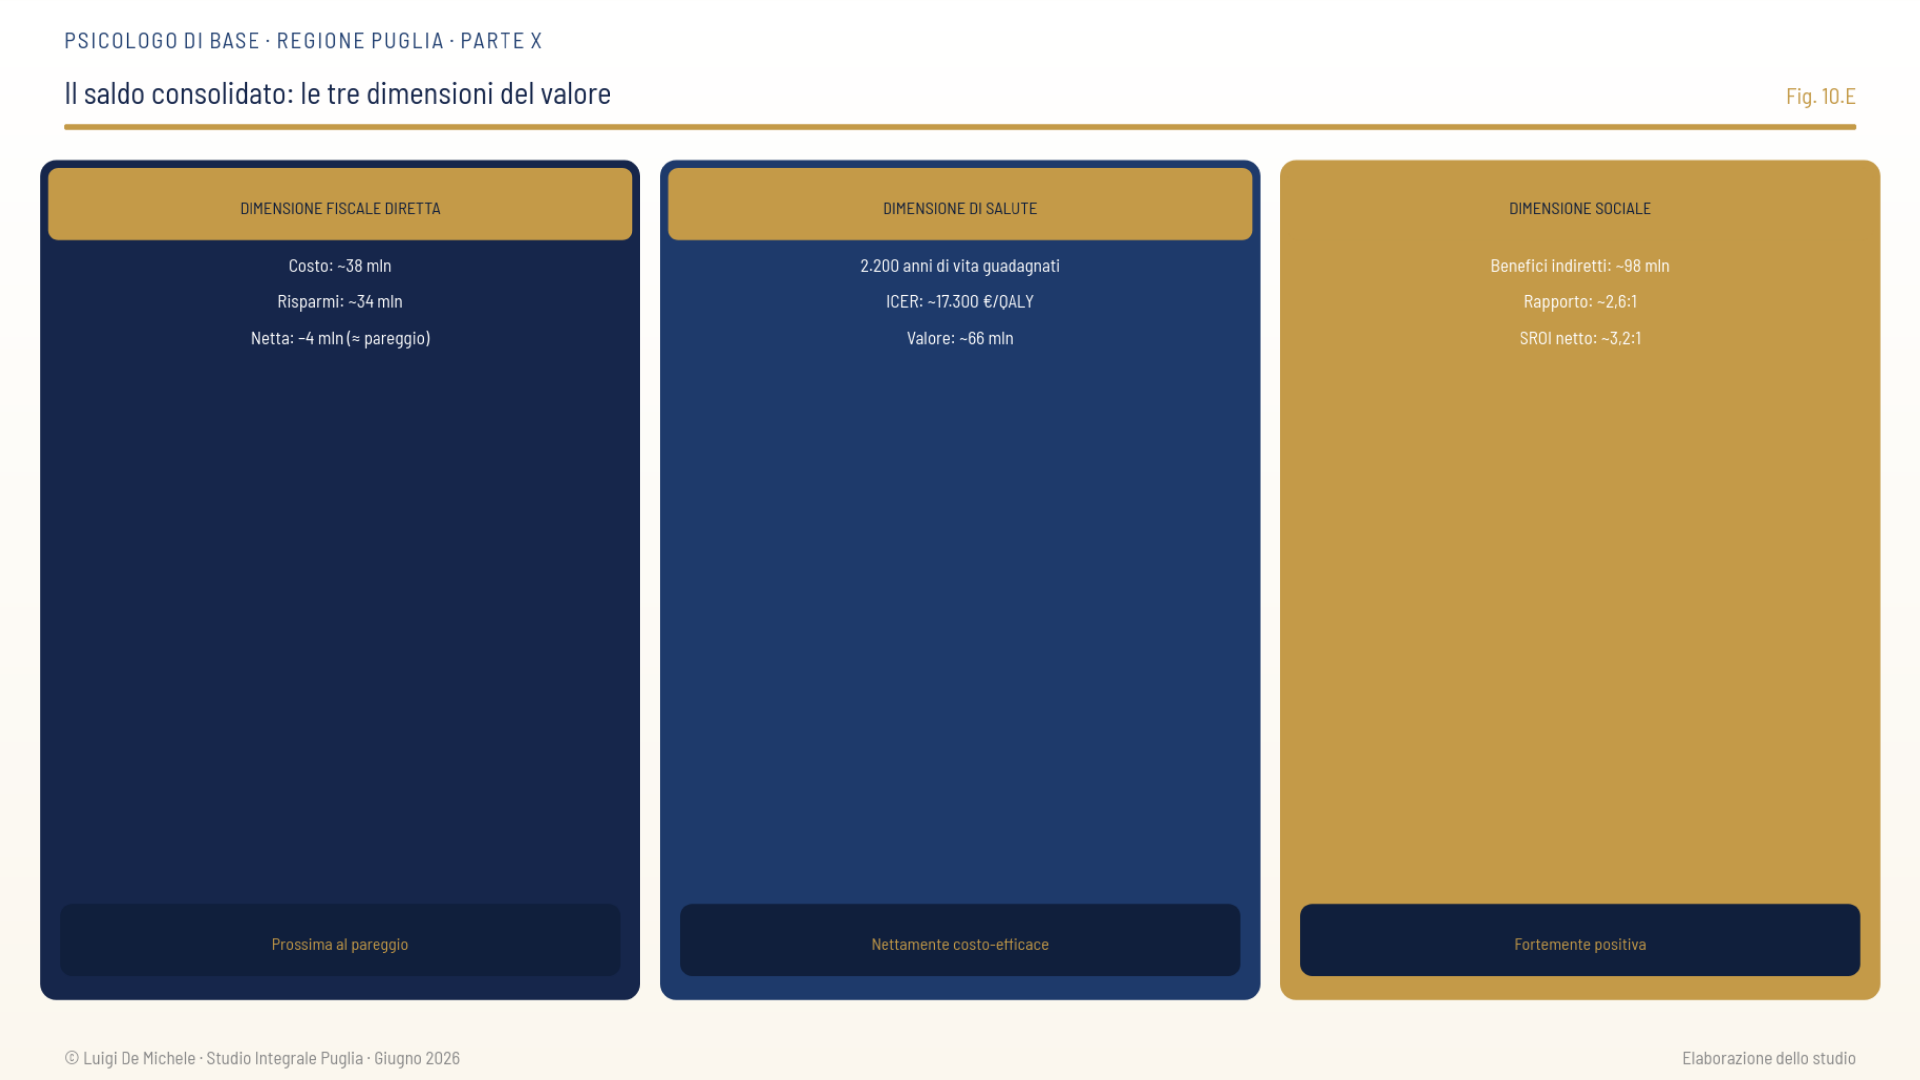 PSICOLOGO DI BASE · REGIONE PUGLIA · PARTE X
Il saldo consolidato: le tre dimensioni del valore
Fig. 10.E
DIMENSIONE FISCALE DIRETTA
Costo: ~38 mln
Risparmi: ~34 mln
Netta: −4 mln (≈ pareggio)
Prossima al pareggio
DIMENSIONE DI SALUTE
2.200 anni di vita guadagnati
ICER: ~17.300 €/QALY
Valore: ~66 mln
Nettamente costo-efficace
DIMENSIONE SOCIALE
Benefici indiretti: ~98 mln
Rapporto: ~2,6:1
SROI netto: ~3,2:1
Fortemente positiva
© Luigi De Michele · Studio Integrale Puglia · Giugno 2026
Elaborazione dello studio